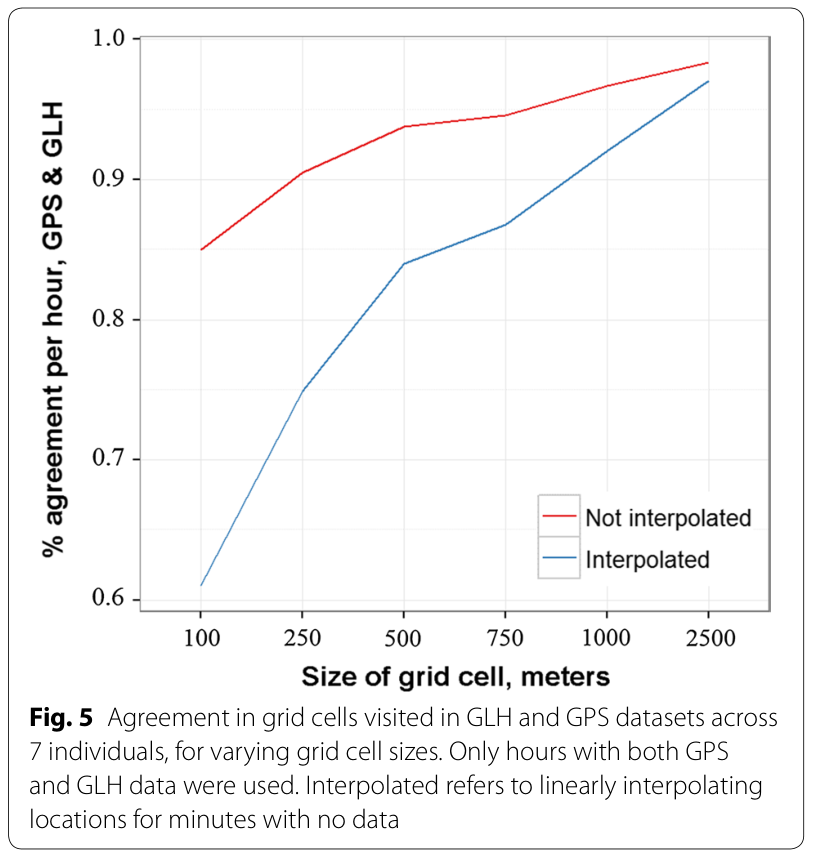 1.0
0.9
0.8
0.7
0.6
% agreement per hour, GPS & GLH
Not interpolated
Interpolated
100 250 500 750 1000 2500
Size of grid cell, meters
Fig. 5 Agreement in grid cells visited in GLH and GPS datasets across
7 individuals, for varying grid cell sizes. Only hours with both GPS
and GLH data were used. Interpolated refers to linearly interpolating
locations for minutes with no data